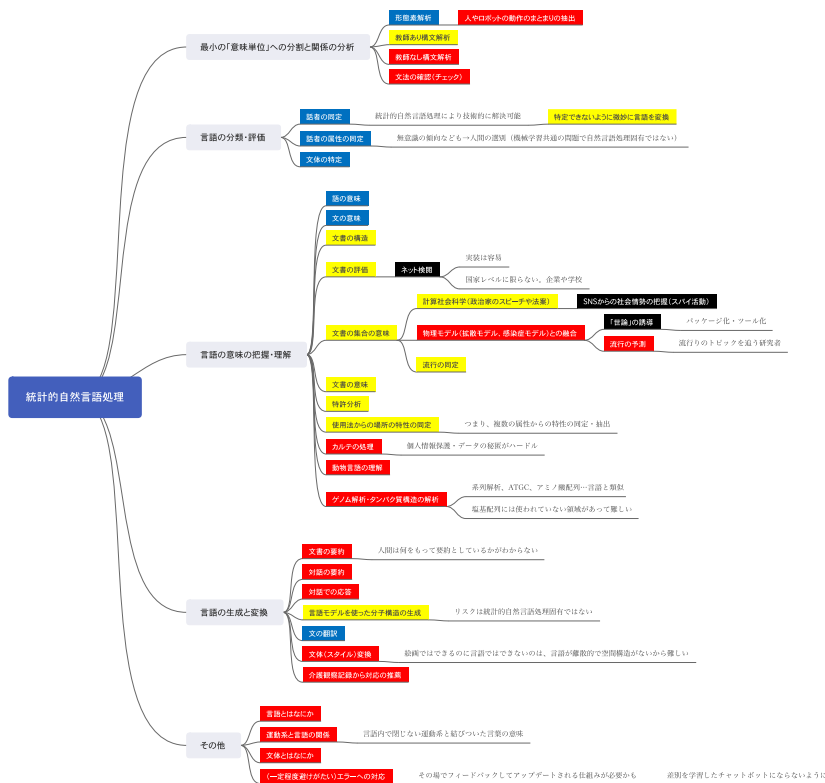 統計的自然言語処理
最小の「意味単位」への分割と関係の分析
形態素解析
人やロボットの動作のまとまりの抽出
教師あり構文解析
教師なし構文解析
文法の確認(チェック)
言語の分類・評価
話者の同定
統計的自然言語処理により技術的に解決可能
特定できないように微妙に言語を変換
話者の属性の同定
無意識の傾向なども→人間の選別（機械学習共通の問題で自然言語処理固有ではない）
文体の特定
言語の意味の把握・理解
語の意味
文の意味
文書の構造
文書の評価
ネット検閲
実装は容易
国家レベルに限らない、企業や学校
文書の集合の意味
計算社会科学(政治家のスピーチや法案)
SNSからの社会情勢の把握(スパイ活動)
物理モデル(拡散モデル、感染症モデル)との融合
「世論」の誘導
パッケージ化・ツール化
流行の予測
流行りのトピックを追う研究者
流行の同定
文書の意味
特許分析
使用法からの場所の特性の同定
つまり、複数の属性からの特性の同定・抽出
カルテの処理
個人情報保護・データの秘匿がハードル
動物言語の理解
ゲノム解析・タンパク質構造の解析
系列解析、ATGC、アミノ酸配列…言語と類似
塩基配列には使われていない領域があって難しい
言語の生成と変換
文書の要約
人間は何をもって要約としているかがわからない
対話の要約
対話での応答
言語モデルを使った分子構造の生成
リスクは統計的自然言語処理固有ではない
文の翻訳
文体(スタイル)変換
絵画ではできるのに言語ではできないのは、言語が離散的で空間構造がないから難しい
介護観察記録から対応の推薦
その他
言語とはなにか
運動系と言語の関係
言語内で閉じない運動系と結びついた言葉の意味
文体とはなにか
(一定程度避けがたい)エラーへの対応
その場でフィードバックしてアップデートされる仕組みが必要かも
差別を学習したチャットボットにならないように